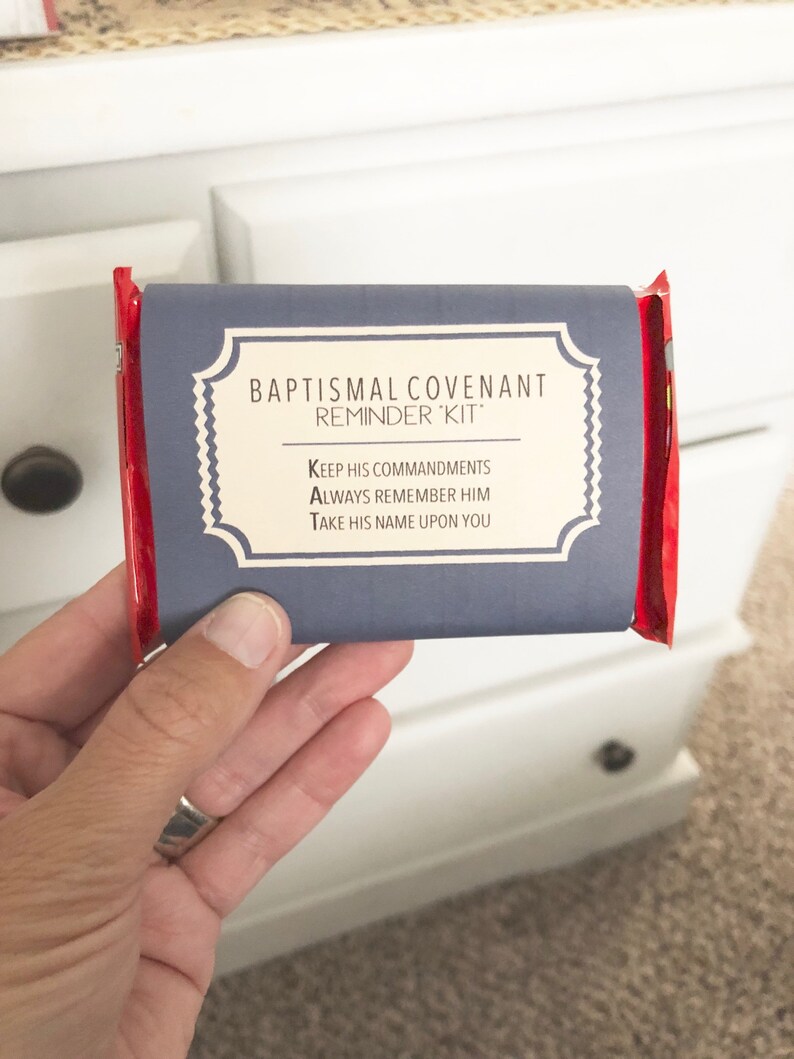 BAPTISMAL COVENANT
REMINDER "KIT"
KEEP HIS COMMANDMENTS
ALWAYS REMEMBER HIM
TAKE HIS NAME UPON YOU